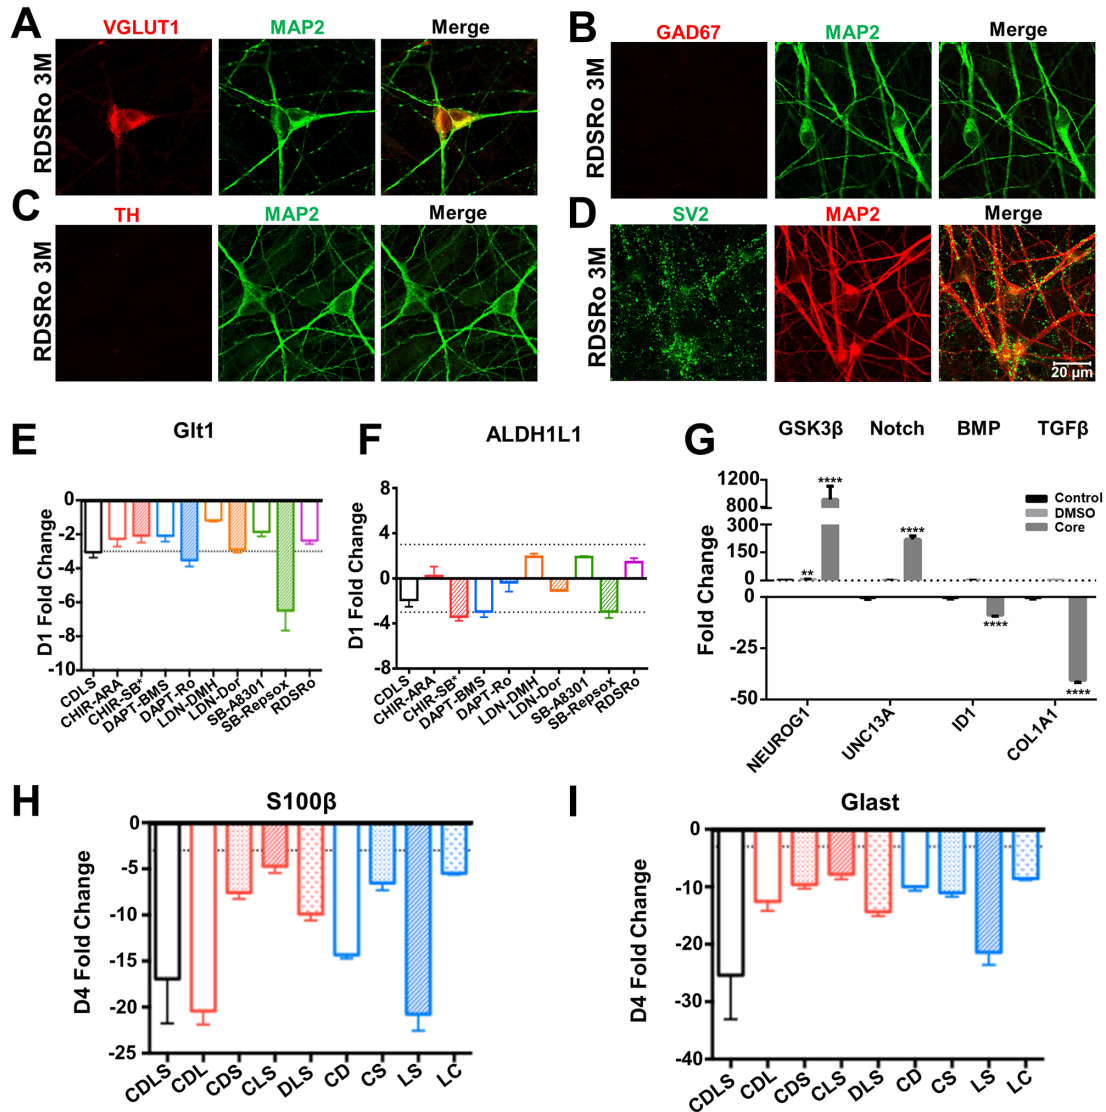 A
VGLUT1 MAP2 Merge
RDSRo 3M
B
GAD67 MAP2 Merge
RDSRo 3M
C
TH MAP2 Merge
RDSRo 3M
D
SV2 MAP2 Merge
RDSRo 3M
20 µm
E
Glt1
D1 Fold Change
0
-2
-4
-6
-8
-10
CDLS
CHIR-ARA
CHIR-SB*
DAPT-BMS
DAPT-Ro
LDN-DMH
LDN-Dor
SB-A8301
SB-Repsox
RDSRo
F
ALDH1L1
D1 Fold Change
8
4
0
-4
-8
CDLS
CHIR-ARA
CHIR-SB*
DAPT-BMS
DAPT-Ro
LDN-DMH
LDN-Dor
SB-A8301
SB-Repsox
RDSRo
G
GSK3β Notch BMP TGFβ
Fold Change
1200
800
300
150
0
0
-25
-50
**
****
****
****
****
Control
DMSO
Core
NEUROG1
UNC13A
ID1
COL1A1
H
S100β
D4 Fold Change
0
-5
-10
-15
-20
-25
CDLS
CDL
CDS
CLS
DLS
CD
CS
LS
LC
I
Glast
D4 Fold Change
0
-10
-20
-30
-40
CDLS
CDL
CDS
CLS
DLS
CD
CS
LS
LC